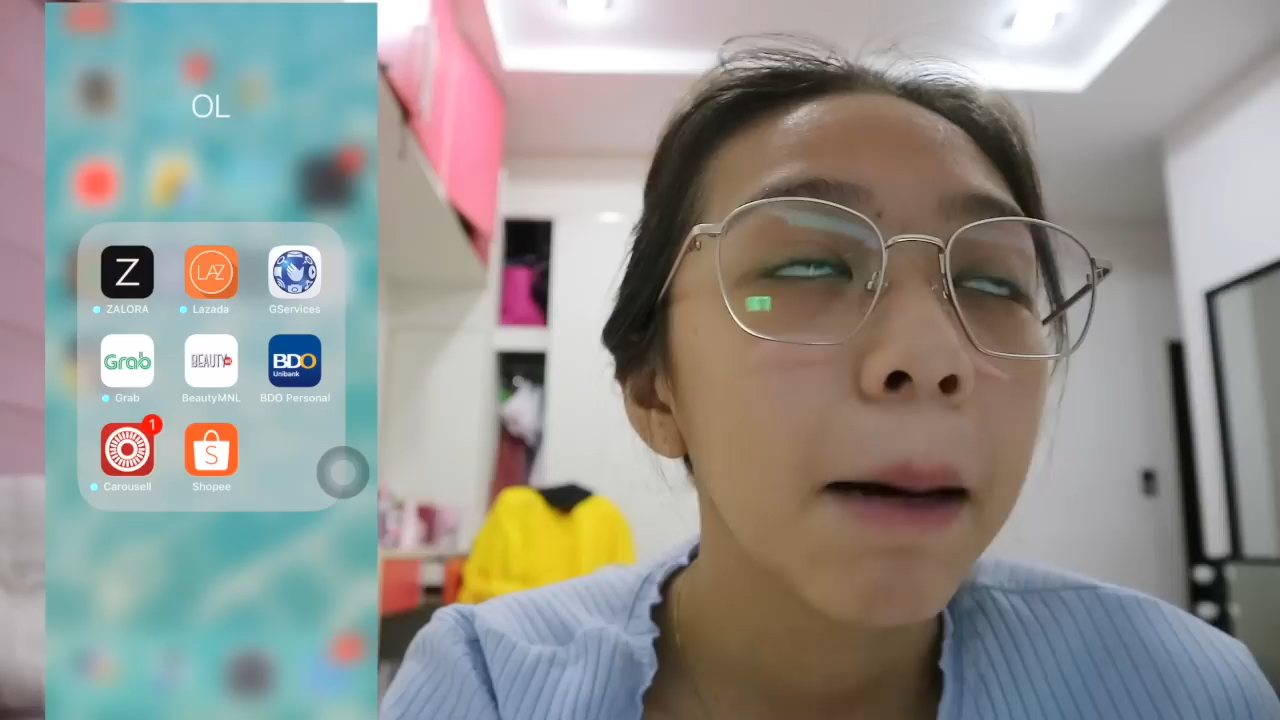 OL
Z
LAZ
ZALORA
Lazada
GServices
Grab
BEAUTY
BDO
Unibank
Grab
BeautyMNL
BDO Personal
1
S
Carousell
Shopee